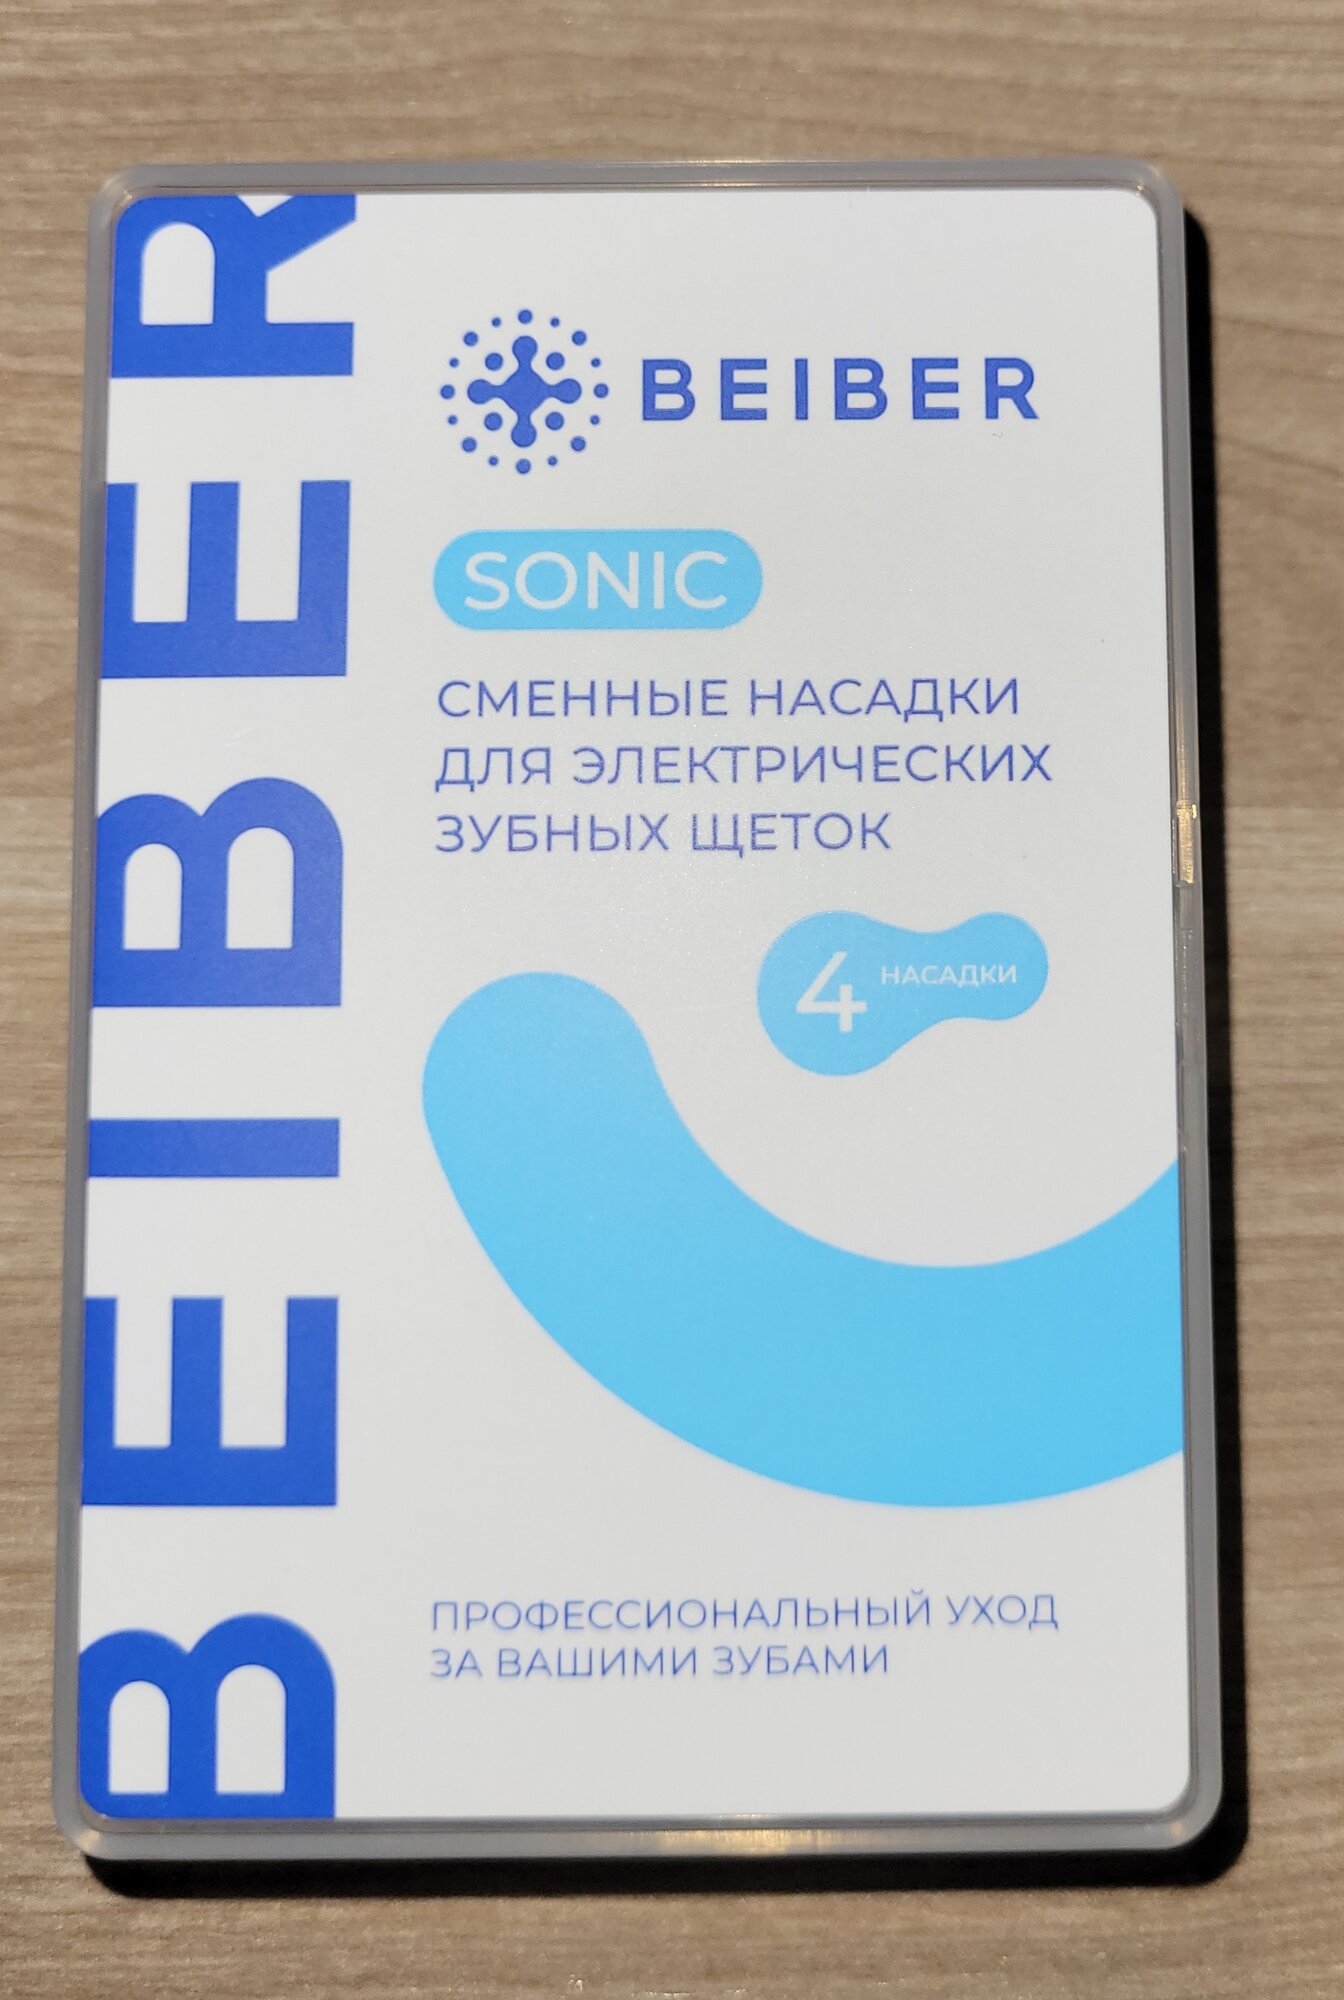 BEIBER
BEIBER
SONIC
СМЕННЫЕ НАСАДКИ
ДЛЯ ЭЛЕКТРИЧЕСКИХ
ЗУБНЫХ ЩЕТОК
4 НАСАДКИ
ПРОФЕССИОНАЛЬНЫЙ УХОД
ЗА ВАШИМИ ЗУБАМИ